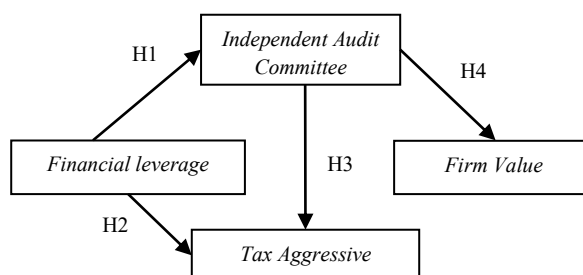 Independent Audit
Committee
H1
H4
Financial leverage
H3
Firm Value
H2
Tax Aggressive